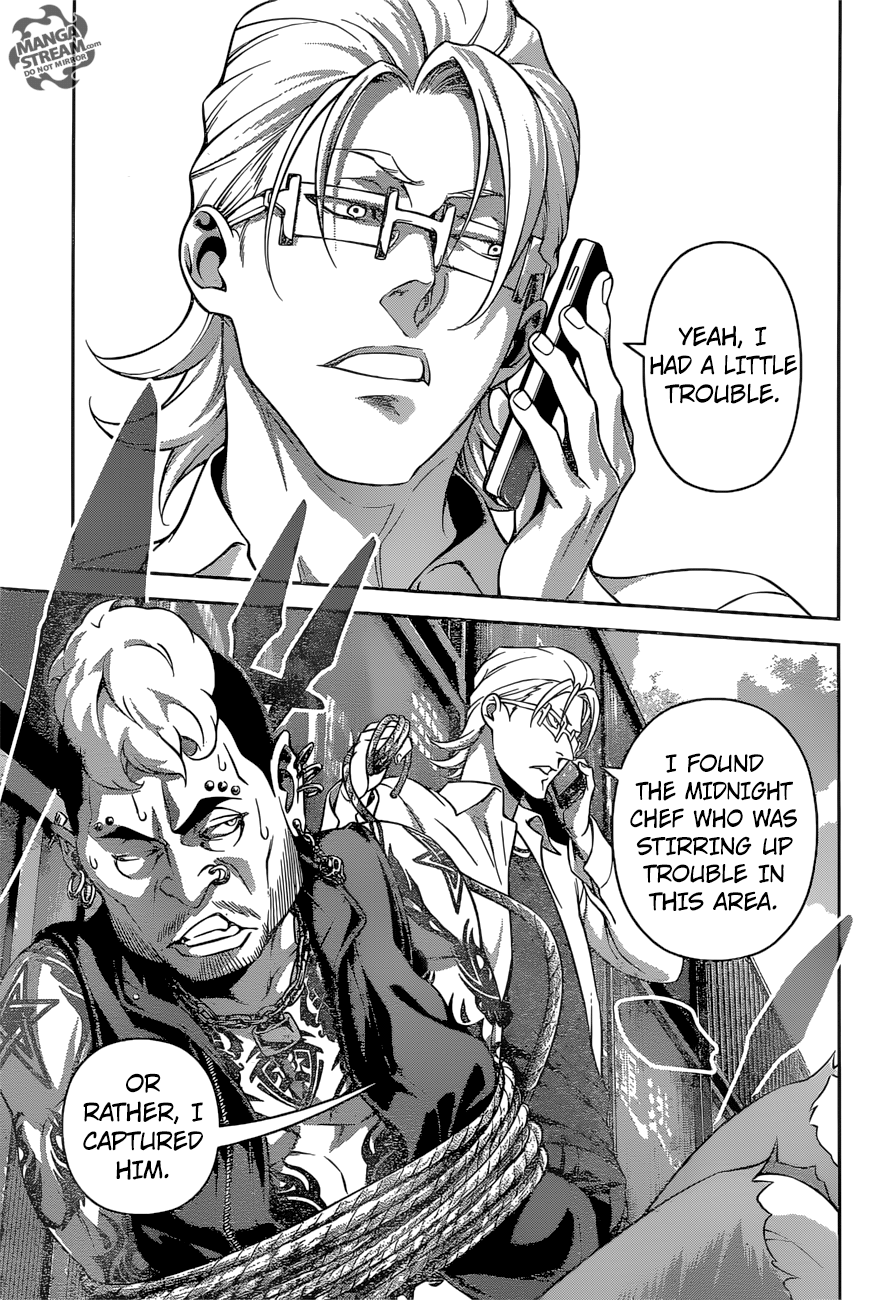 MANGA
STREAM.com
DO NOT MIRROR
YEAH, I
HAD A LITTLE
TROUBLE.
I FOUND
THE MIDNIGHT
CHEF WHO WAS
STIRRING UP
TROUBLE IN
THIS AREA.
OR
RATHER, I
CAPTURED
HIM.